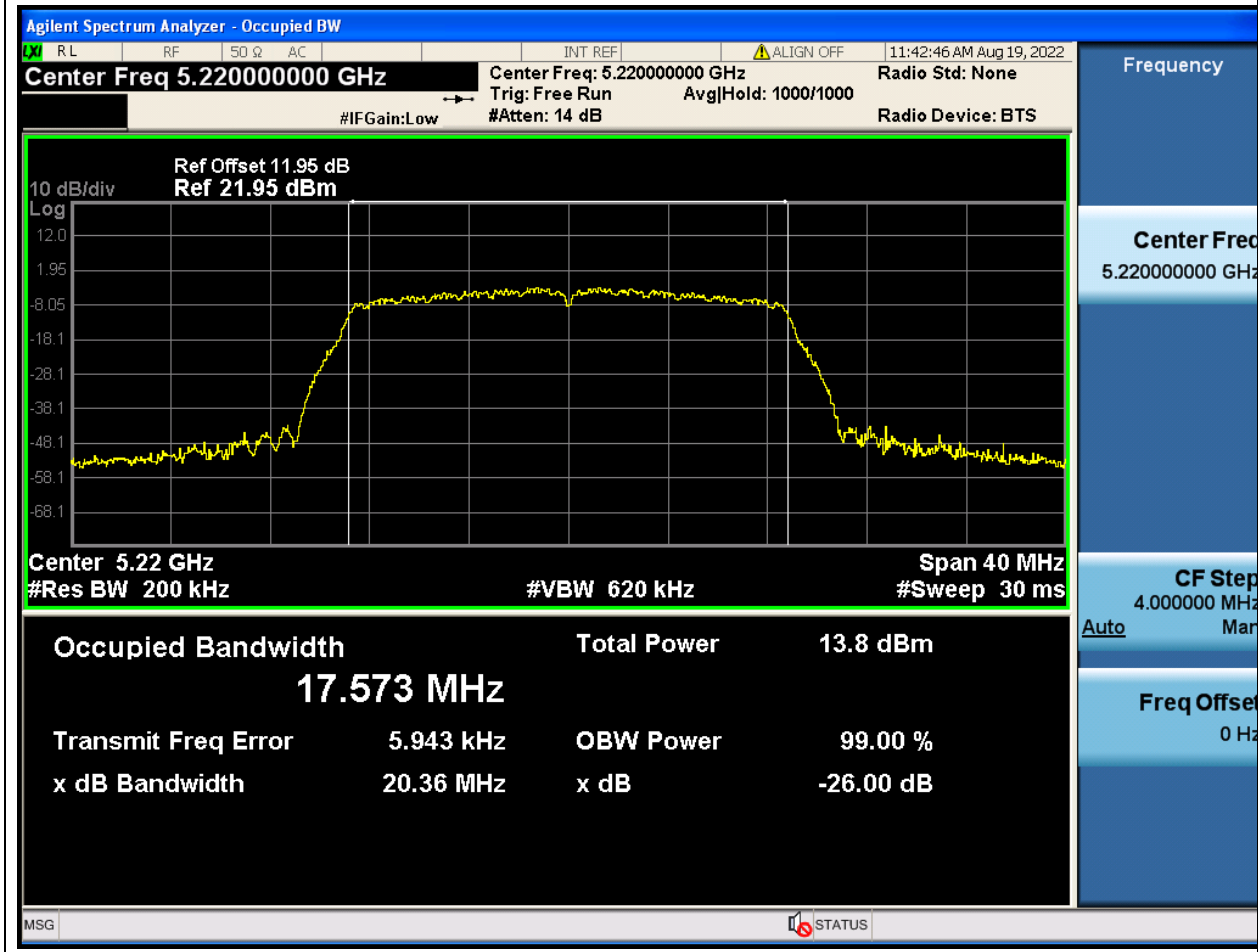 Agilent Spectrum Analyzer - Occupied BW
LXI RL RF 50 Ω AC INT REF ALIGN OFF 11:42:46 AM Aug 19, 2022
Center Freq 5.220000000 GHz
Center Freq: 5.220000000 GHz
Radio Std: None
Trig: Free Run Avg|Hold: 1000/1000
#IFGain:Low
#Atten: 14 dB
Radio Device: BTS
Ref Offset 11.95 dB
10 dB/div Ref 21.95 dBm
Log
12.0
1.95
-8.05
-18.1
-28.1
-38.1
-48.1
-58.1
-68.1
Center 5.22 GHz Span 40 MHz
#Res BW 200 kHz #VBW 620 kHz #Sweep 30 ms
Occupied Bandwidth Total Power 13.8 dBm
17.573 MHz
Transmit Freq Error 5.943 kHz OBW Power 99.00 %
x dB Bandwidth 20.36 MHz x dB -26.00 dB
MSG STATUS
Frequency
Center Freq
5.220000000 GHz
CF Step
4.000000 MHz
Auto Man
Freq Offset
0 Hz